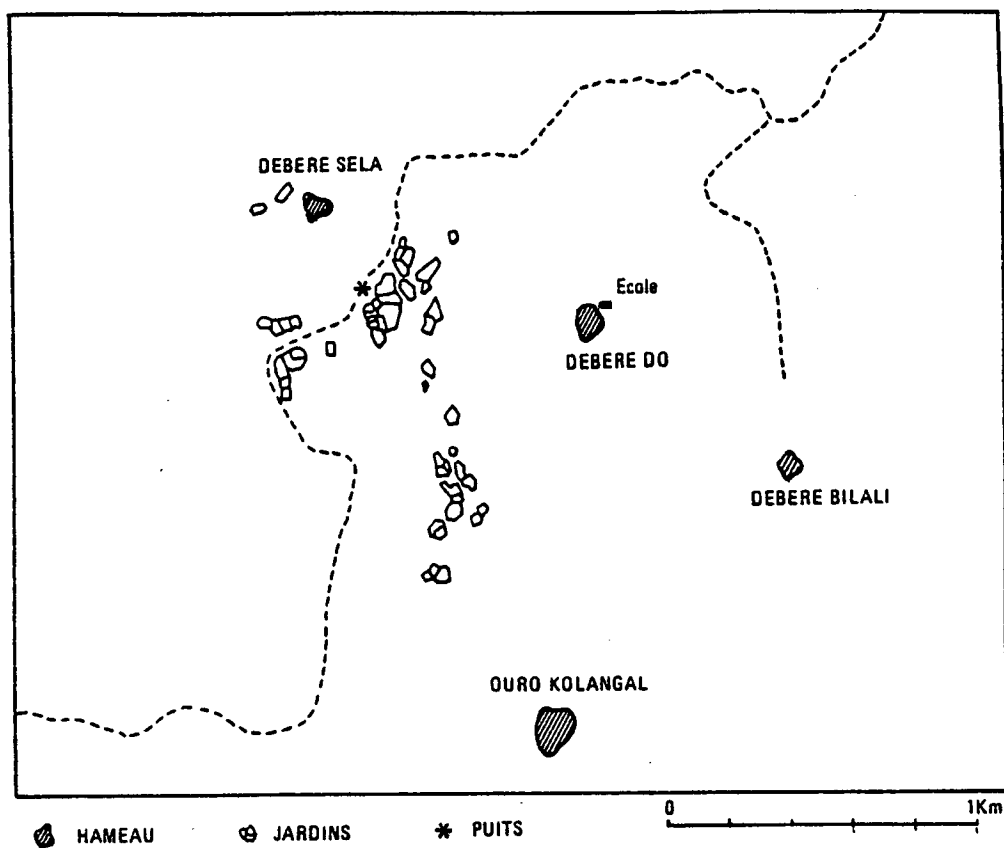 DEBERE SELA
Ecole
DEBERE DO
DEBERE BILALI
OURO KOLANGAL
0 1Km
HAMEAU JARDINS PUITS